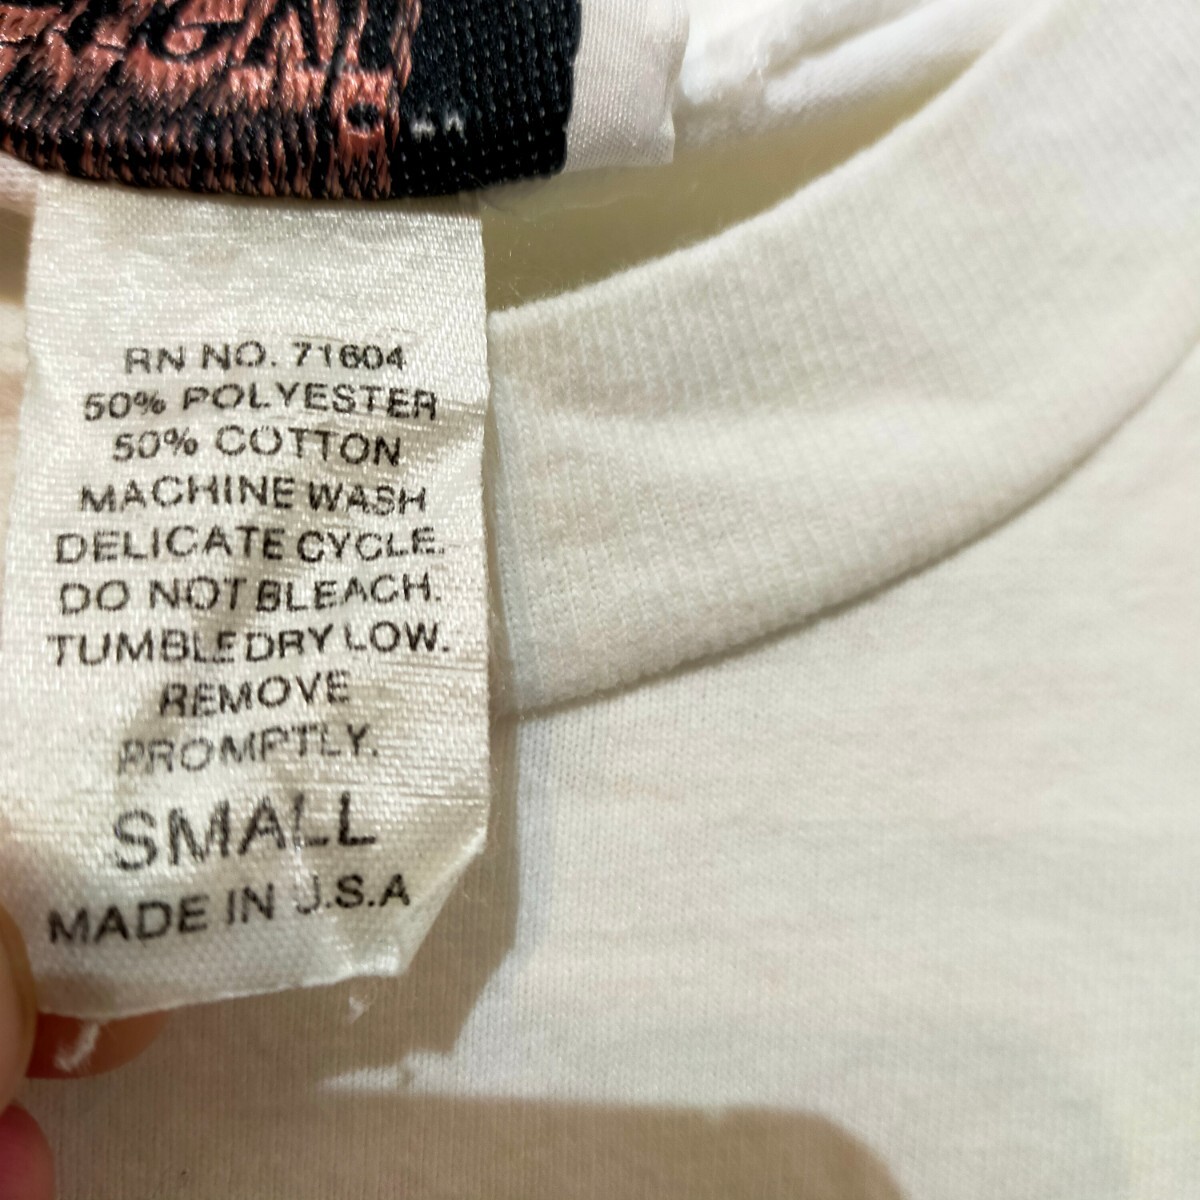 RN NO. 71604
50% POLYESTER
50% COTTON
MACHINE WASH
DELICATE CYCLE.
DO NOT BLEACH.
TUMBLE DRY LOW.
REMOVE
PROMPTLY.
SMALL
MADE IN U.S.A